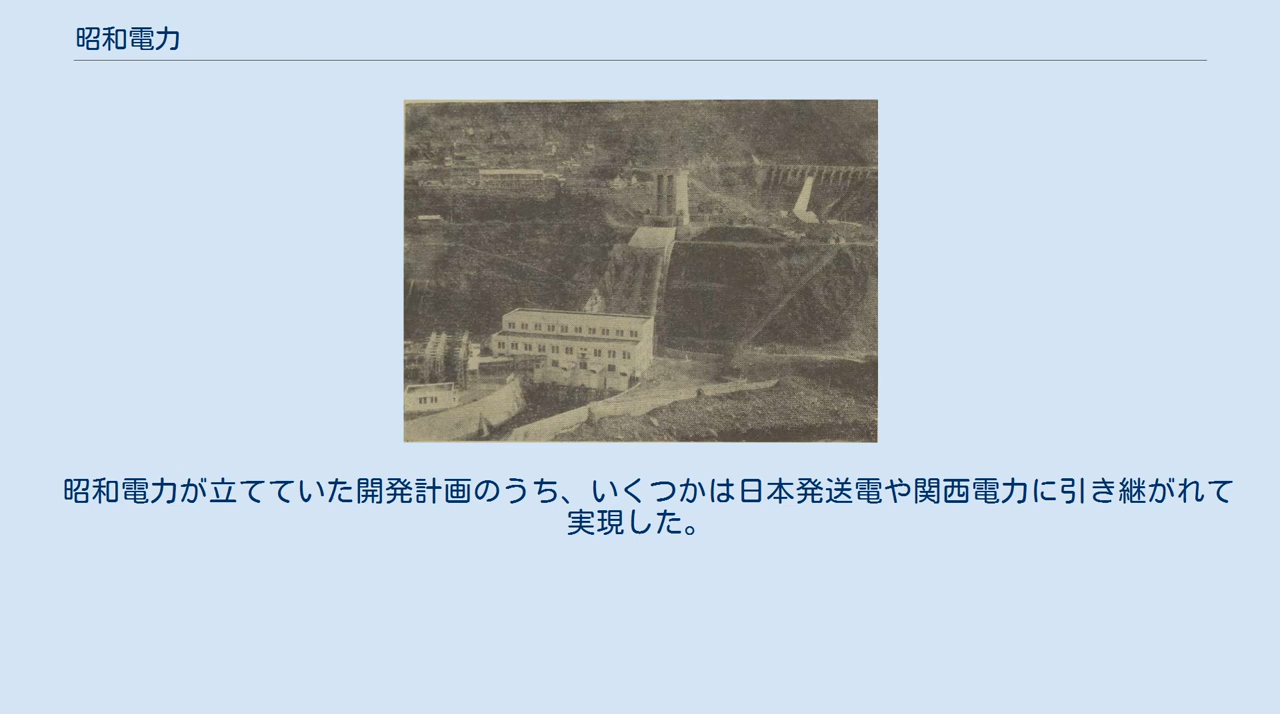 昭和電力
昭和電力が立てていた開発計画のうち、いくつかは日本発送電や関西電力に引き継がれて
実現した。